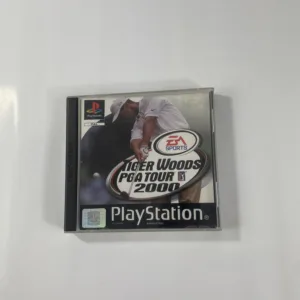 EA
SPORTS
TIGER WOODS
PGA TOUR
2000
PlayStation